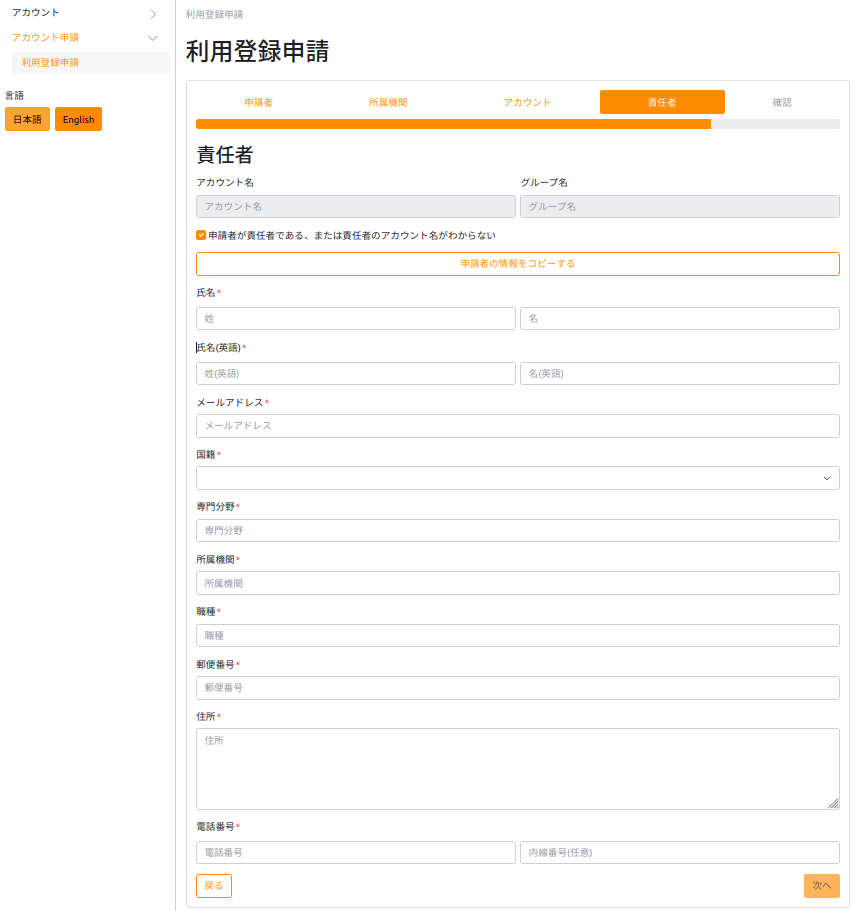 アカウント
アカウント申請
利用登録申請
言語
日本語 English
利用登録申請
利用登録申請
申請者 所属機関 アカウント 責任者 確認
責任者
アカウント名 グループ名
アカウント名 グループ名
申請者が責任者である、または責任者のアカウント名がわからない
申請者の情報をコピーする
氏名*
姓 名
氏名(英語)*
姓(英語) 名(英語)
メールアドレス*
メールアドレス
国籍*
専門分野*
専門分野
所属機関*
所属機関
職種*
職種
郵便番号*
郵便番号
住所*
住所
電話番号*
電話番号 内線番号(任意)
戻る 次へ